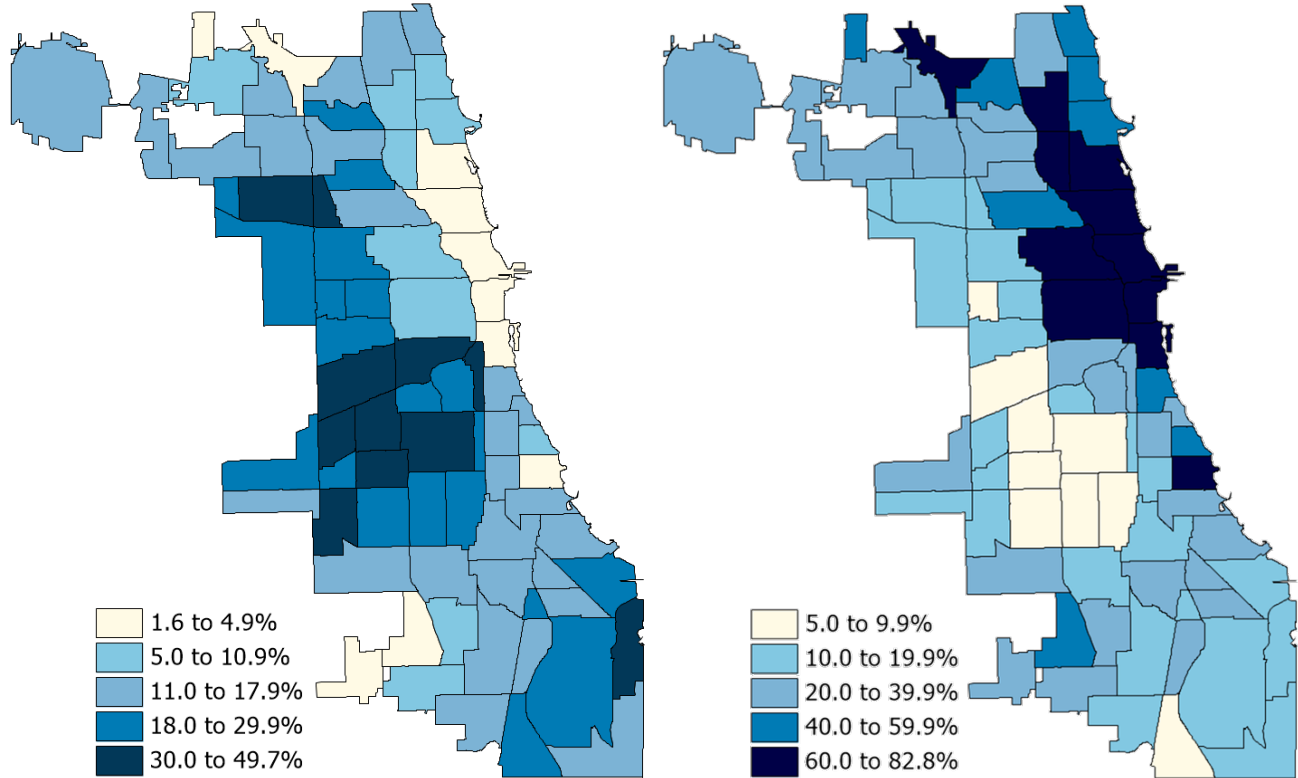 1.6 to 4.9%
5.0 to 10.9%
11.0 to 17.9%
18.0 to 29.9%
30.0 to 49.7%
5.0 to 9.9%
10.0 to 19.9%
20.0 to 39.9%
40.0 to 59.9%
60.0 to 82.8%